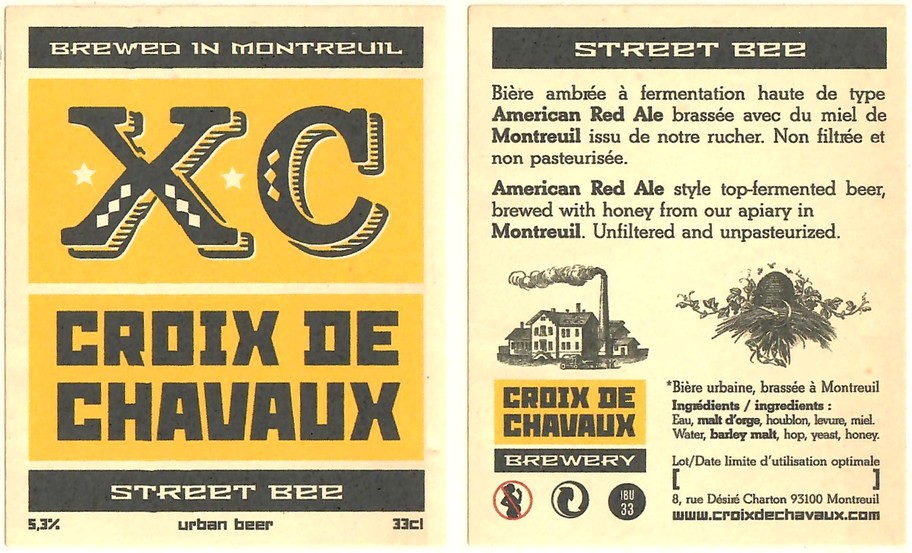 BREWED IN MONTREUIL
XC
CROIX DE
CHAVAUX
STREET BEE
5,3% urban beer 33cl
STREET BEE
Bière ambrée à fermentation haute de type
American Red Ale brassée avec du miel de
Montreuil issu de notre rucher. Non filtrée et
non pasteurisée.
American Red Ale style top-fermented beer,
brewed with honey from our apiary in
Montreuil. Unfiltered and unpasteurized.
CROIX DE
CHAVAUX
BREWERY
IBU
33
*Bière urbaine, brassée à Montreuil
Ingrédients / ingredients :
Eau, malt d'orge, houblon, levure, miel.
Water, barley malt, hop, yeast, honey.
Lot/Date limite d'utilisation optimale
[ ]
8, rue Désiré Charton 93100 Montreuil
www.croixdechavaux.com